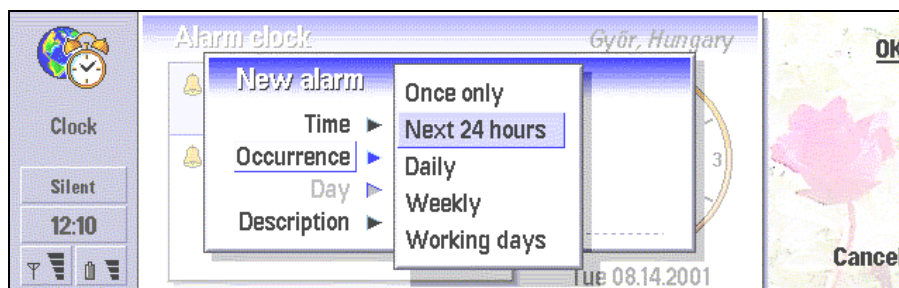 Clock
Silent
12:10
Alarm clock
Győr, Hungary
New alarm
Time
Occurrence
Day
Description
Once only
Next 24 hours
Daily
Weekly
Working days
3
Tue 08.14.2001
OK
Cancel